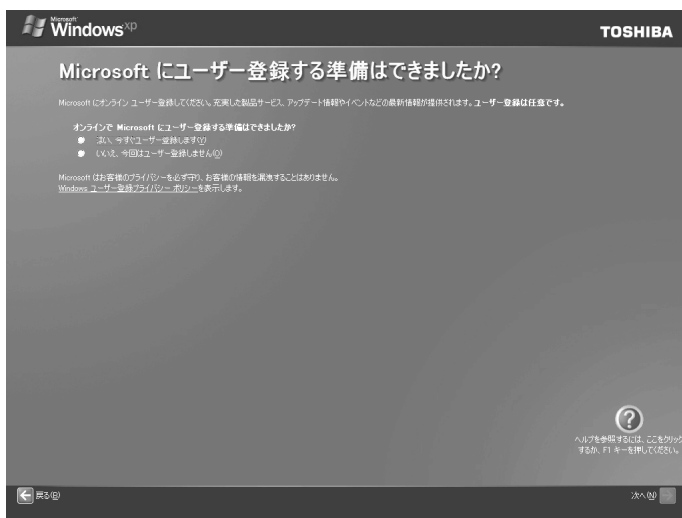 Microsoft
Windows xp
TOSHIBA
Microsoft にユーザー登録する準備はできましたか?
Microsoft にオンライン ユーザー登録してください。充実した製品サービス、アップデート情報やイベントなどの最新情報が提供されます。ユーザー登録は任意です。
オンラインで Microsoft にユーザー登録する準備はできましたか?
はい、今すぐユーザー登録します(Y)
いいえ、今回はユーザー登録しません(O)
Microsoft はお客様のプライバシーを必ず守り、お客様の情報を漏洩することはありません。
Windows ユーザー登録プライバシー ポリシーを表示します。
ヘルプを参照するには、ここをクリック
するか、F1 キーを押してください。
戻る(B)
次へ(N)